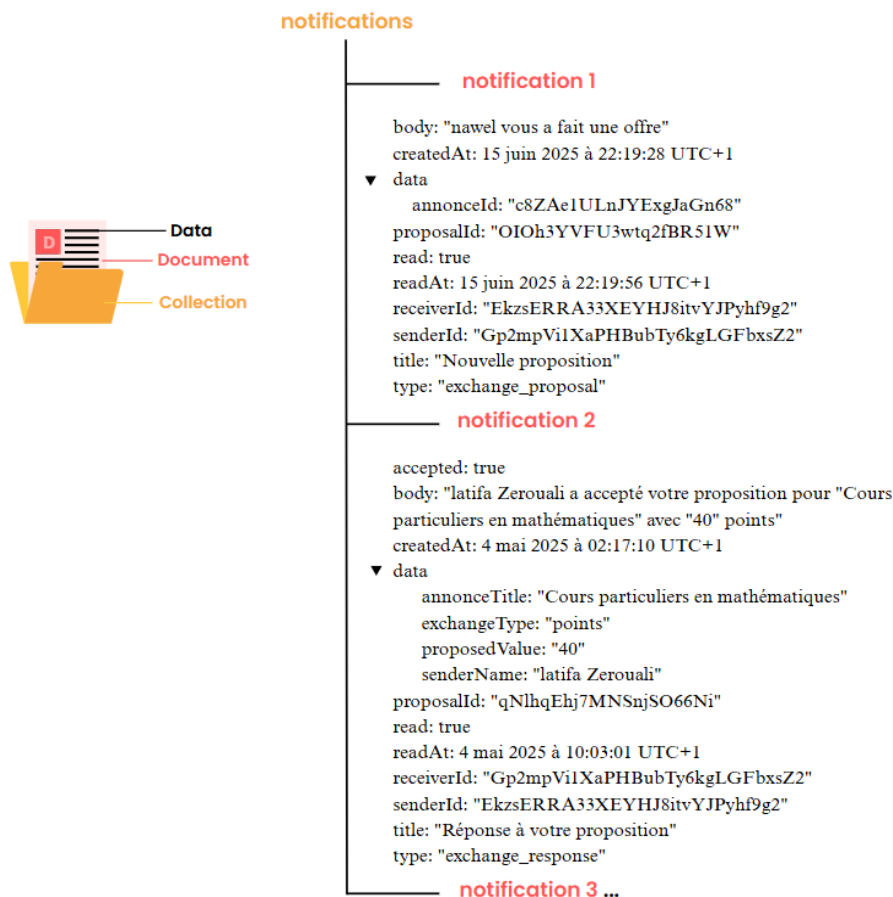 notifications
notification 1
body: "nawel vous a fait une offre"
createdAt: 15 juin 2025 à 22:19:28 UTC+1
▼ data
annonceId: "c8ZAe1ULnJYExgJaGn68"
proposalId: "OIOh3YVFU3wtq2fBR51W"
read: true
readAt: 15 juin 2025 à 22:19:56 UTC+1
receiverId: "EkzsERRA33XEYHJ8itvYJPyhf9g2"
senderId: "Gp2mpVi1XaPHBubTy6kgLGFbxsZ2"
title: "Nouvelle proposition"
type: "exchange_proposal"
D
Data
Document
Collection
notification 2
accepted: true
body: "latifa Zerouali a accepté votre proposition pour "Cours
particuliers en mathématiques" avec "40" points"
createdAt: 4 mai 2025 à 02:17:10 UTC+1
▼ data
annonceTitle: "Cours particuliers en mathématiques"
exchangeType: "points"
proposedValue: "40"
senderName: "latifa Zerouali"
proposalId: "qNlhqEhj7MNSnjSO66Ni"
read: true
readAt: 4 mai 2025 à 10:03:01 UTC+1
receiverId: "Gp2mpVi1XaPHBubTy6kgLGFbxsZ2"
senderId: "EkzsERRA33XEYHJ8itvYJPyhf9g2"
title: "Réponse à votre proposition"
type: "exchange_response"
notification 3 ...